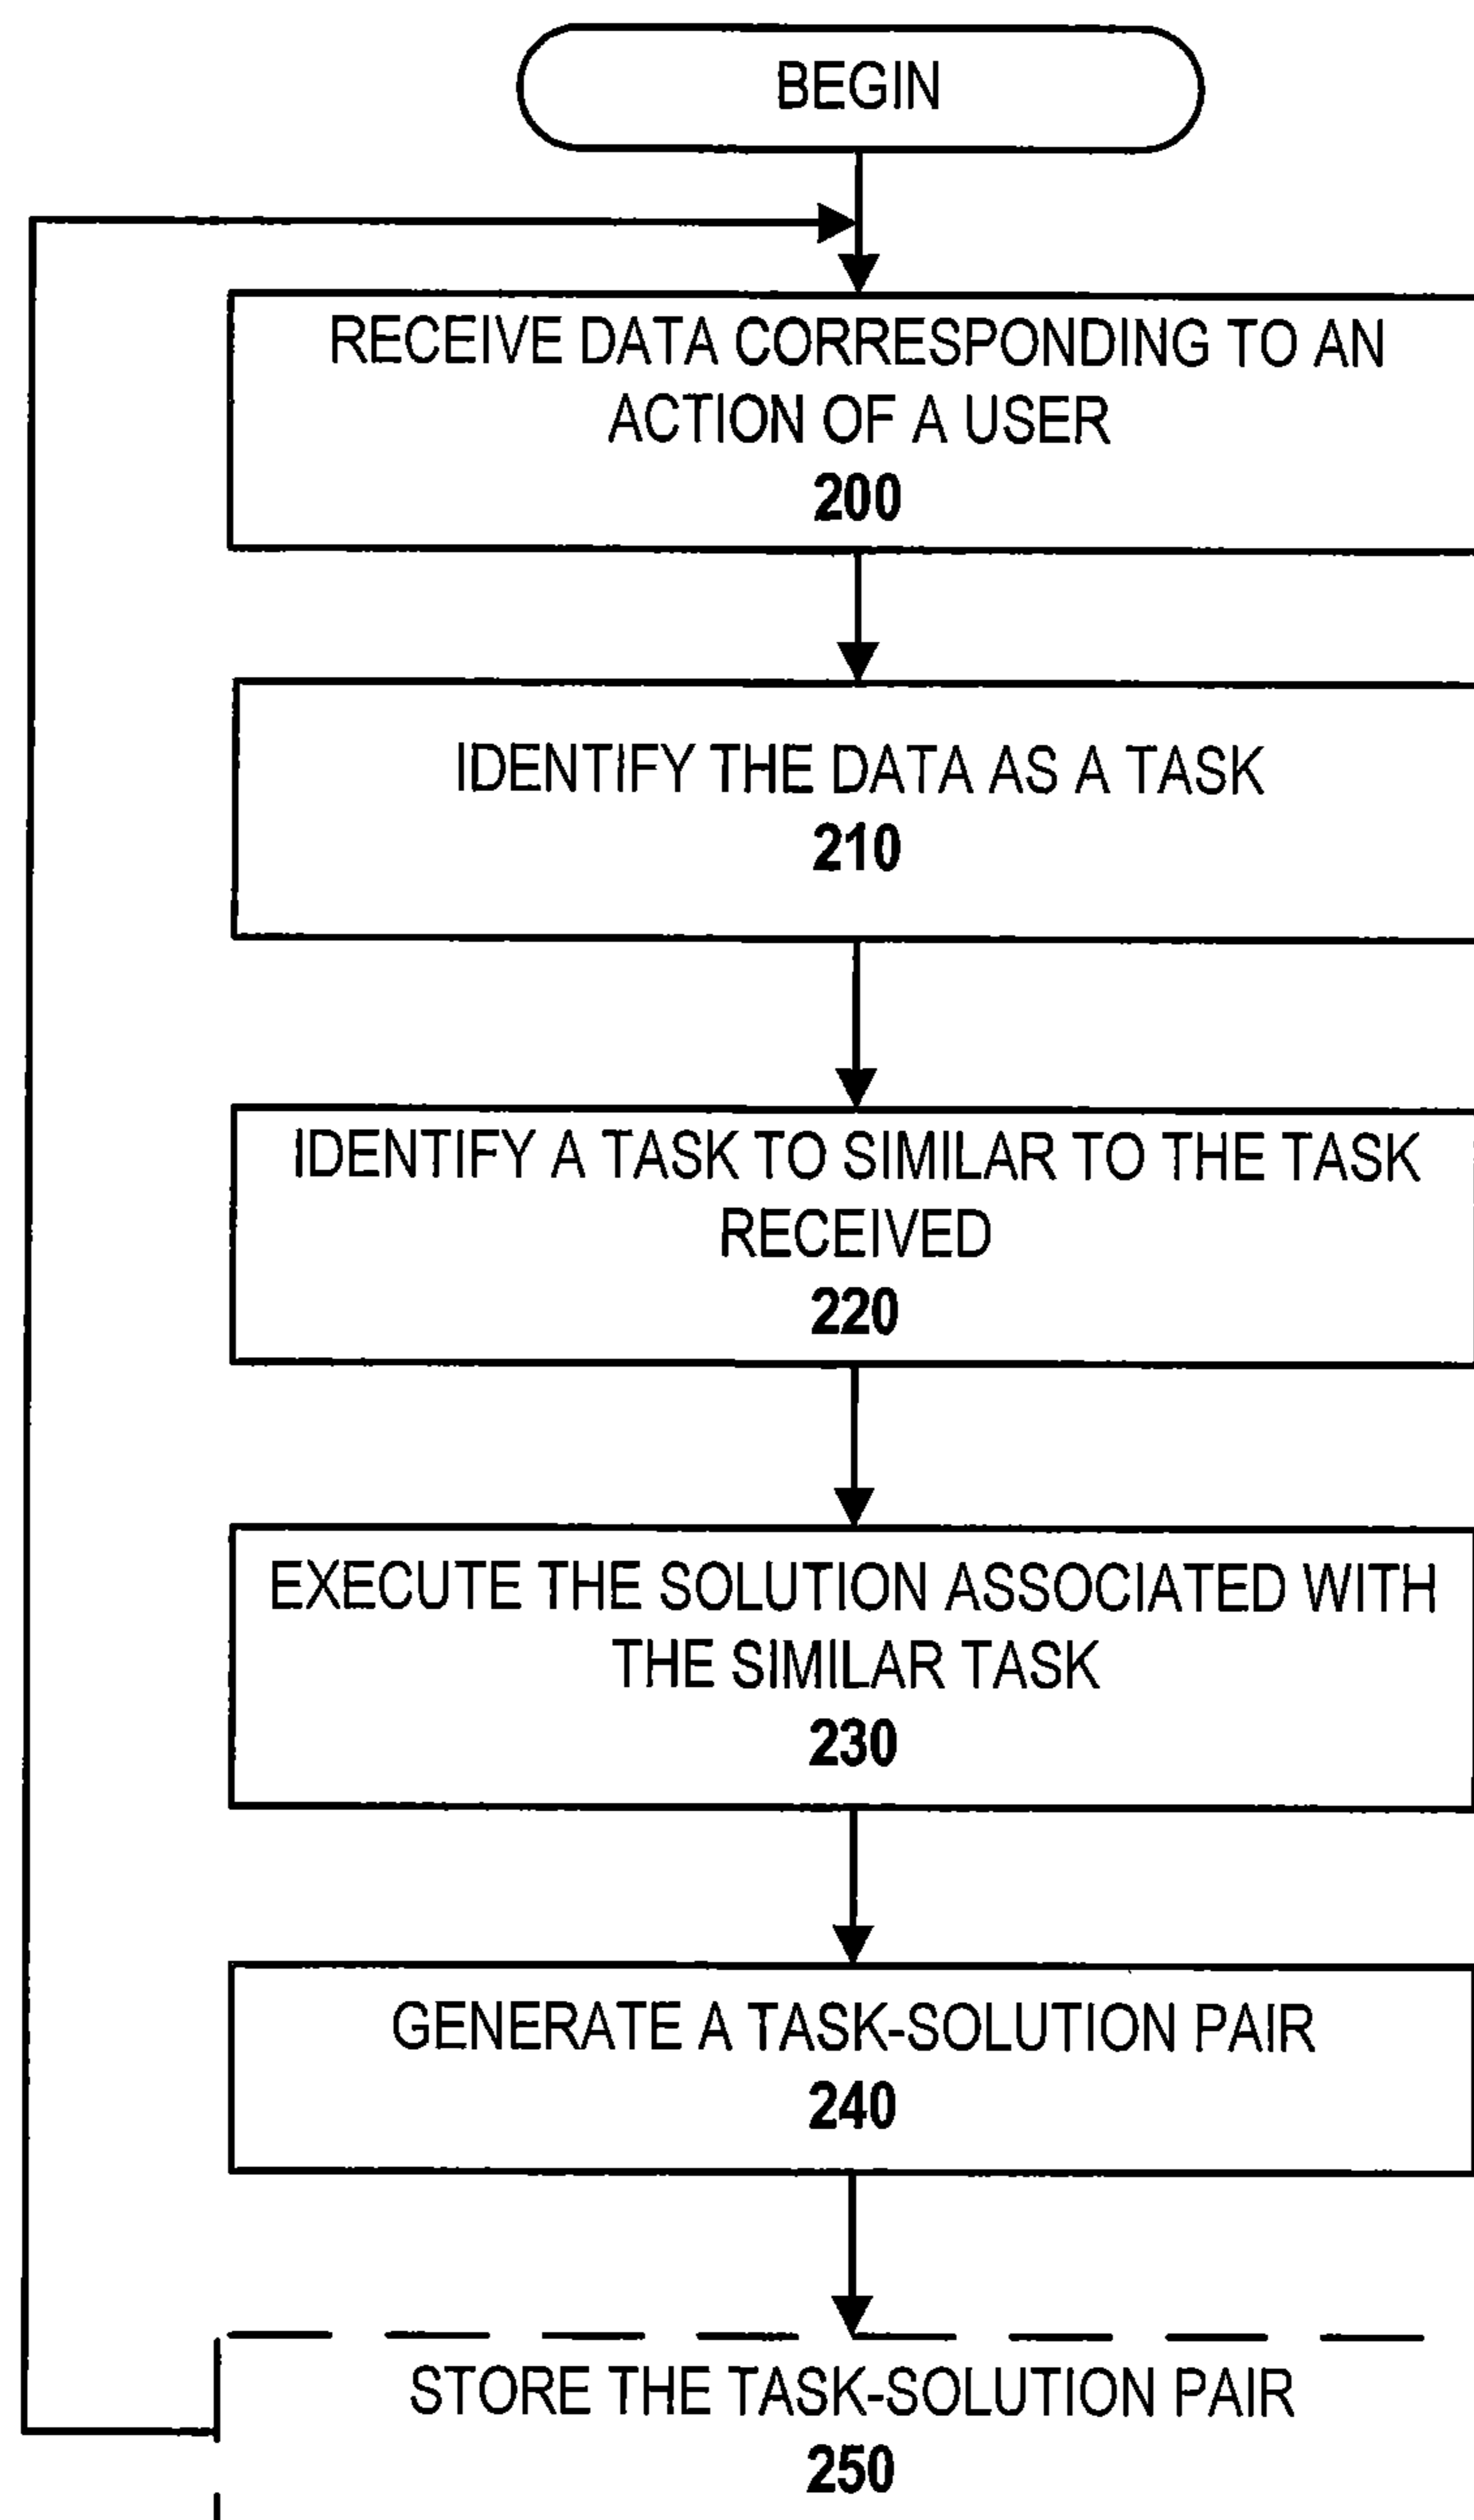 BEGIN
RECEIVE DATA CORRESPONDING TO AN
ACTION OF A USER
200
IDENTIFY THE DATA AS A TASK
210
IDENTIFY A TASK TO SIMILAR TO THE TASK
RECEIVED
220
EXECUTE THE SOLUTION ASSOCIATED WITH
THE SIMILAR TASK
230
GENERATE A TASK-SOLUTION PAIR
240
STORE THE TASK-SOLUTION PAIR
250